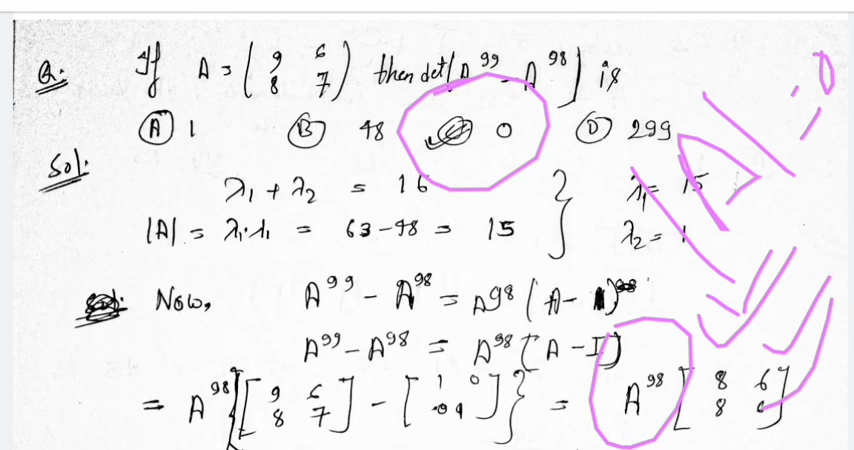 Q. If A = (9 6 8 7) then det(A^99 - A^98) is
(A) 1 (B) 48 0 (D) 299
Sol. λ1 + λ2 = 16 } λ1 = 15
|A| = λ1·λ1 = 63-48 = 15 λ2 = 1
Now, A^99 - A^98 = A^98 (A -
A^99 - A^98 = A^98 [A - I]
= A^98 {[9 6 8 7] - [1 0 0 1]} = A^98 [8 6 8 6]